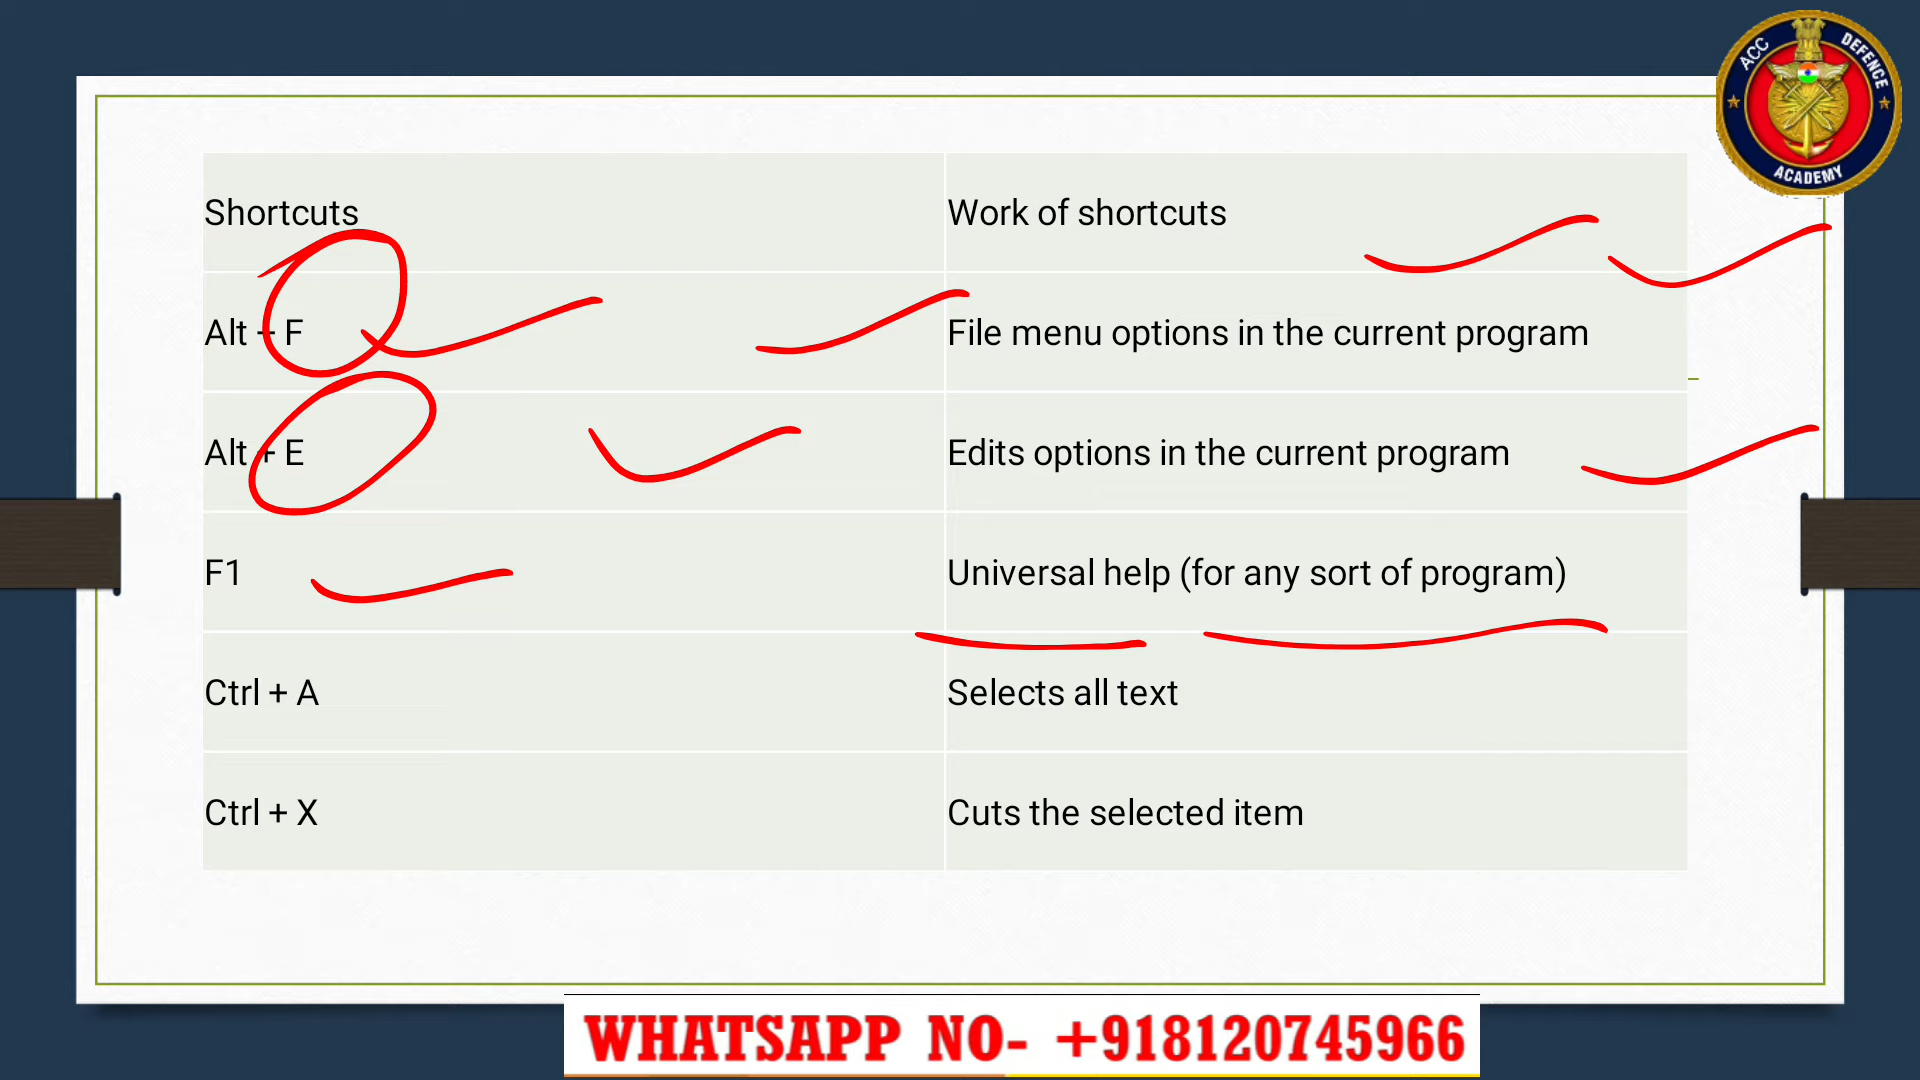 ACC DEFENCE
ACADEMY
Shortcuts Work of shortcuts
Alt + F File menu options in the current program
Alt + E Edits options in the current program
F1 Universal help (for any sort of program)
Ctrl + A Selects all text
Ctrl + X Cuts the selected item
WHATSAPP NO- +918120745966